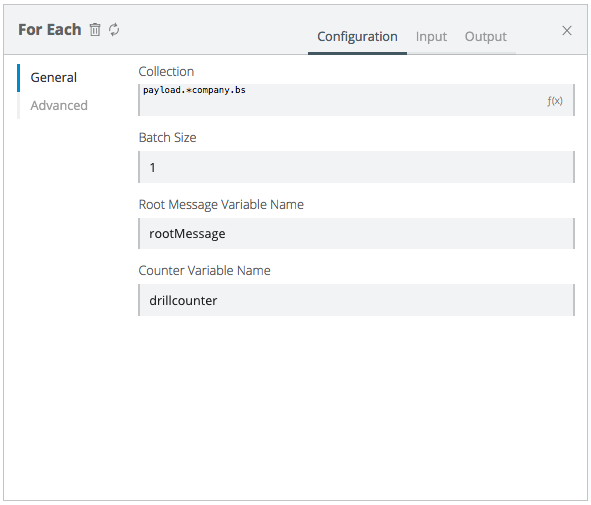 For Each
Configuration Input Output
General
Advanced
Collection
payload.*company.bs
f(x)
Batch Size
1
Root Message Variable Name
rootMessage
Counter Variable Name
drillcounter